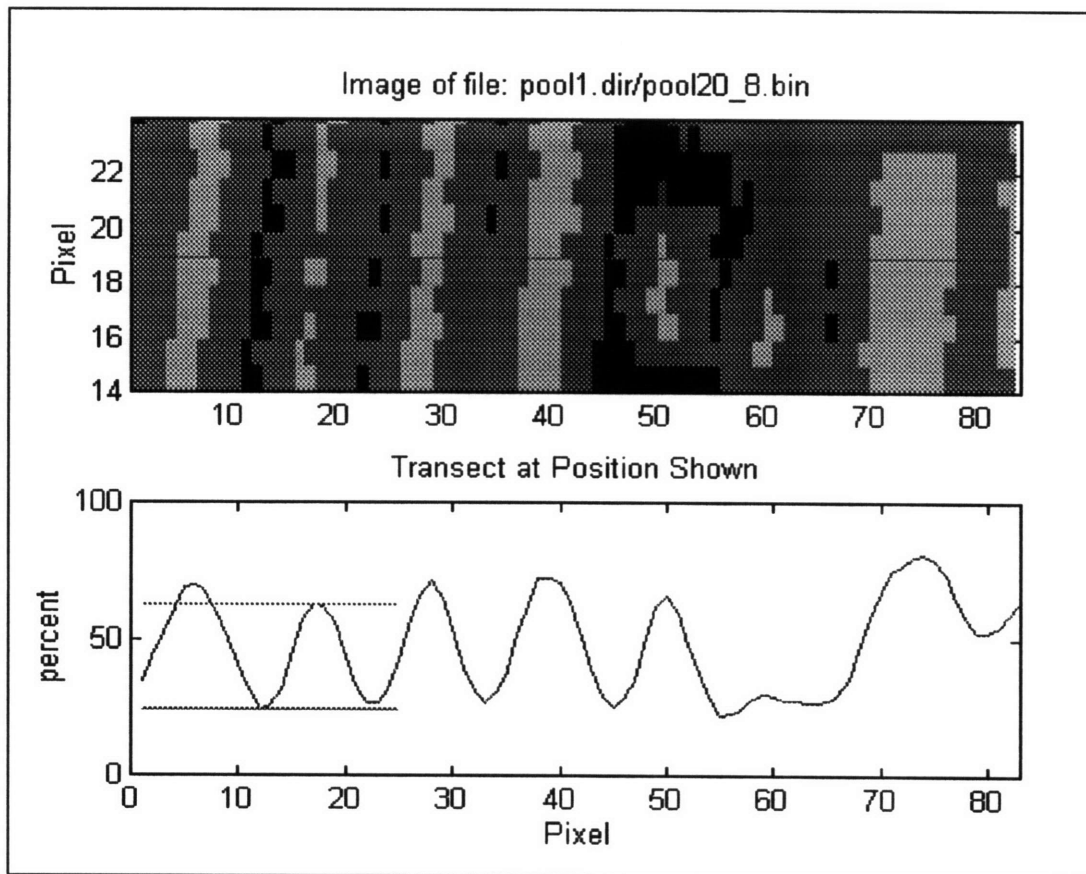 Image of file: pool1.dir/pool20_8.bin
Pixel
22
20
18
16
14
10 20 30 40 50 60 70 80
Transect at Position Shown
percent
100
50
0
0 10 20 30 40 50 60 70 80
Pixel